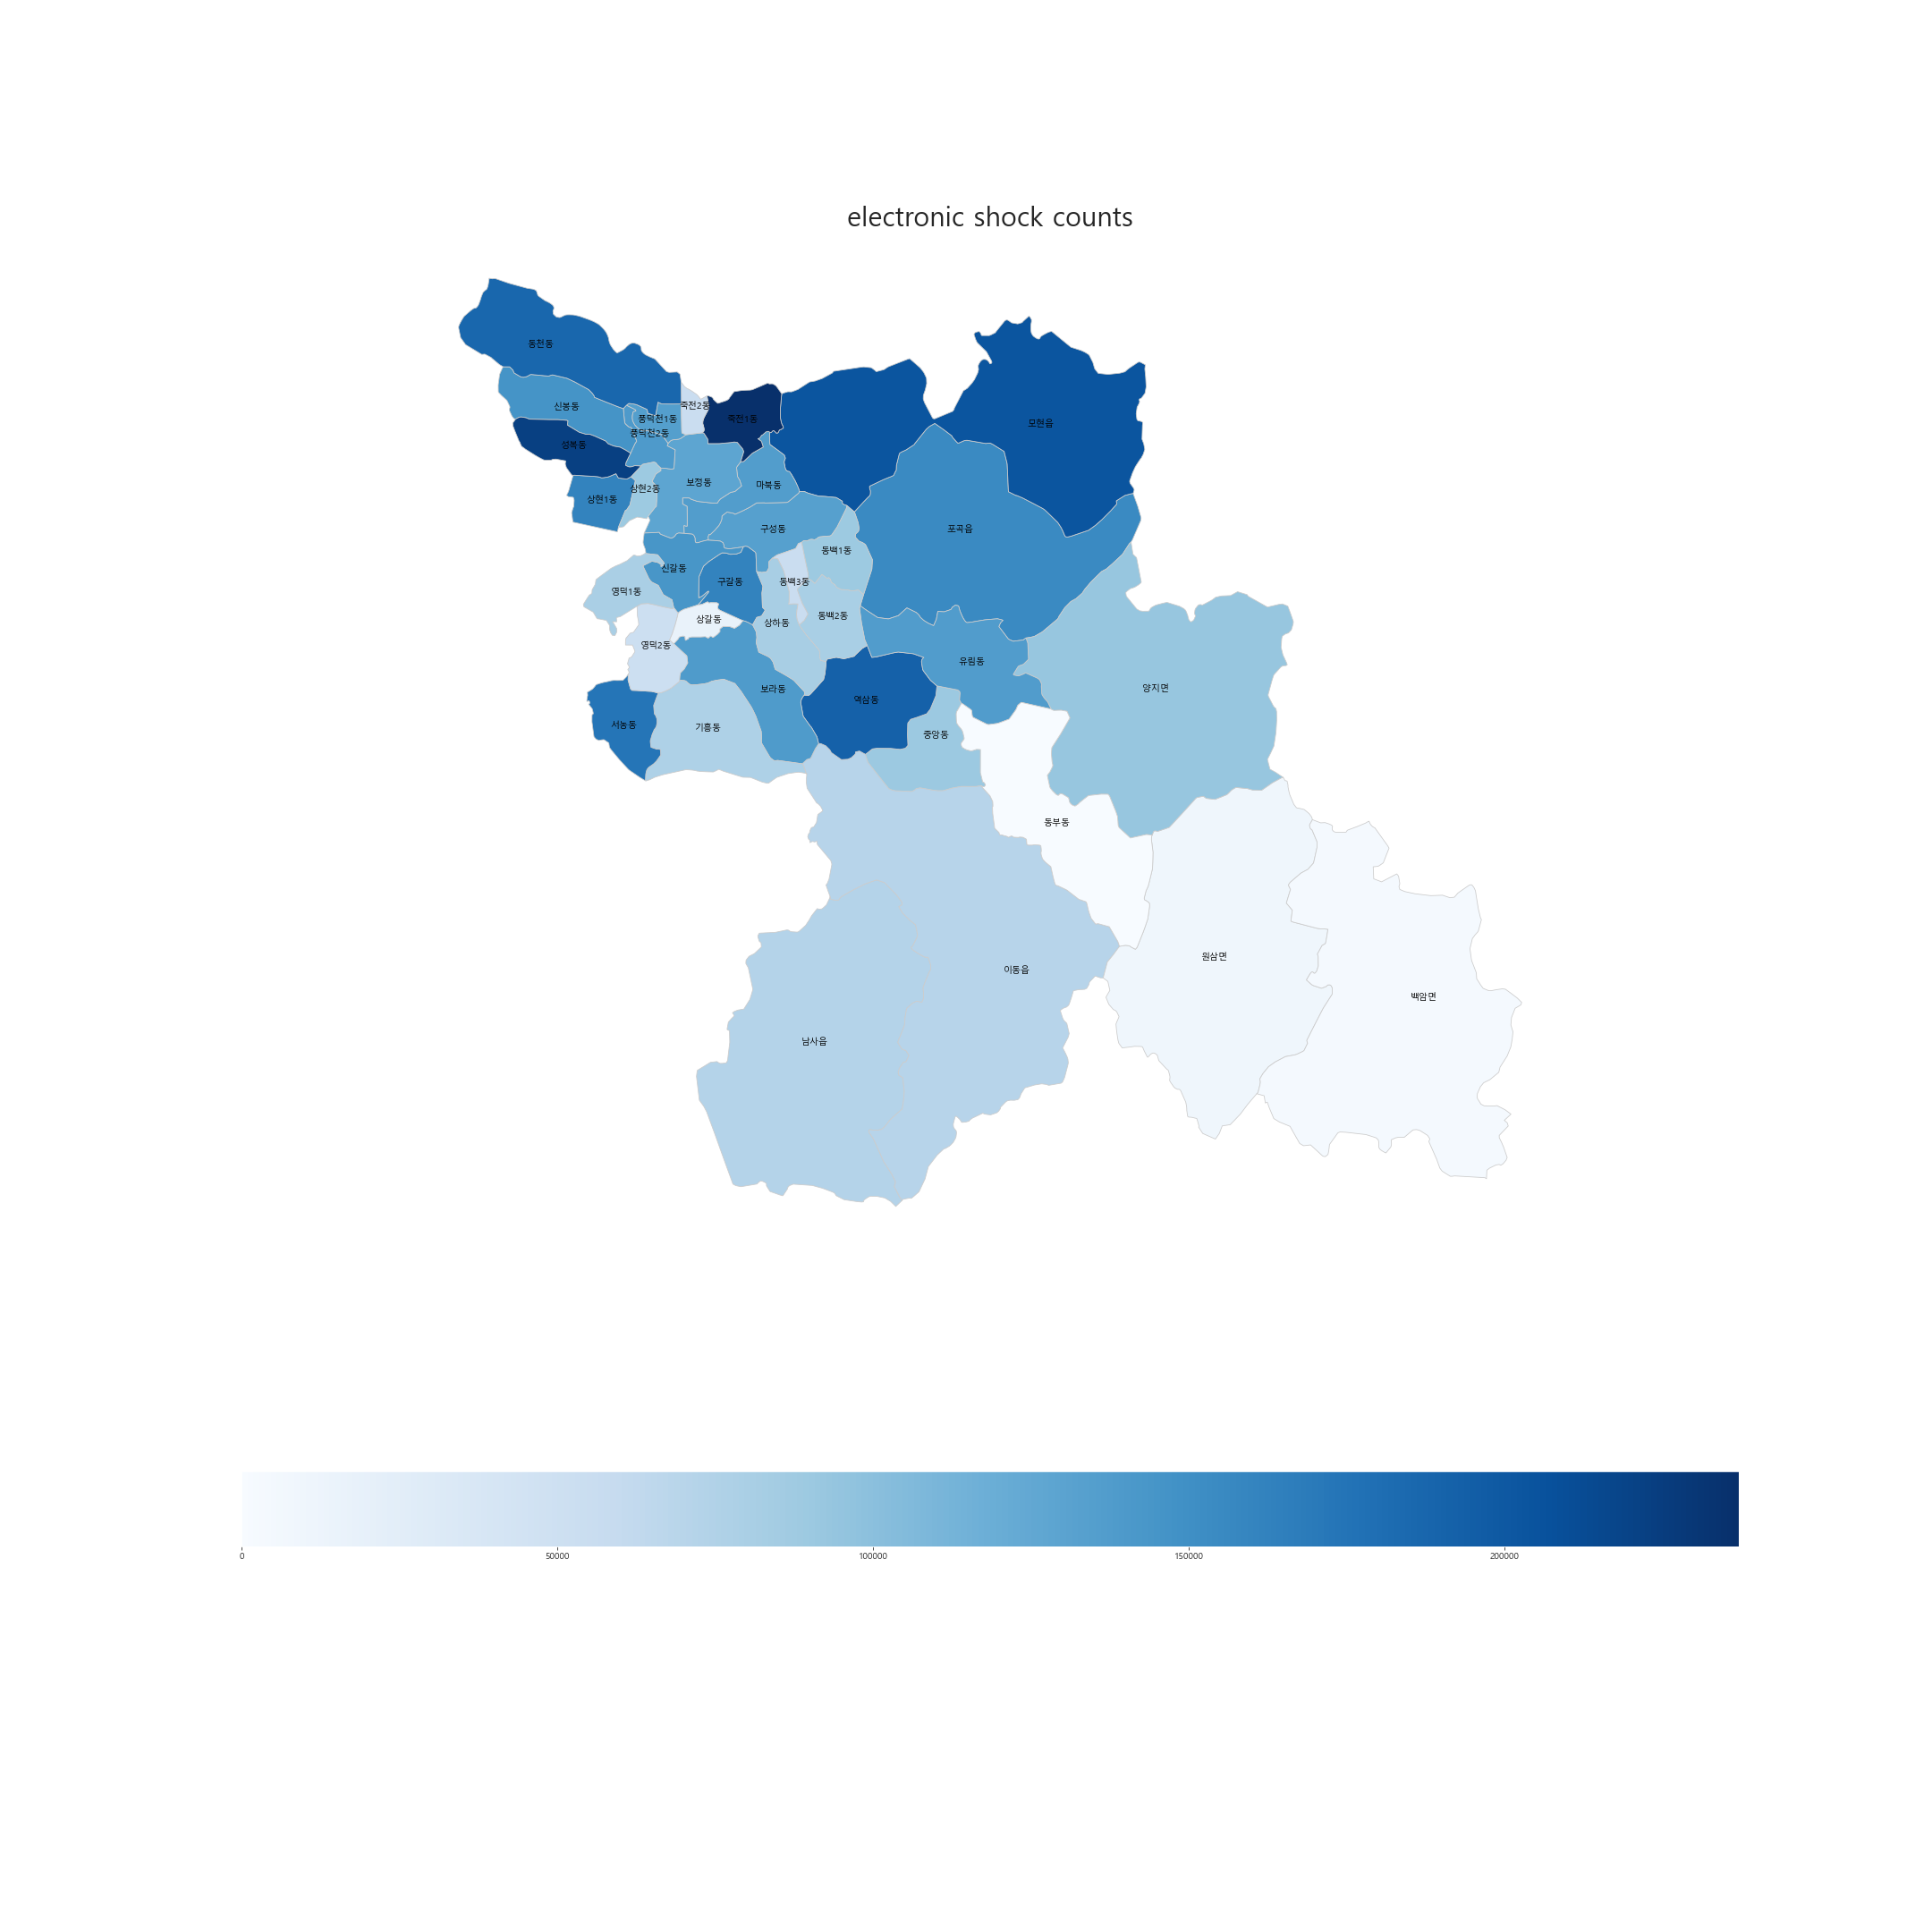 electronic shock counts
동천동
신봉동
죽전2동
풍덕천1동
죽전1동
모현읍
풍덕천2동
성복동
보정동
마북동
상현2동
상현1동
구성동
포곡읍
동백1동
신갈동
구갈동
동백3동
영덕1동
동백2동
상갈동
상하동
영덕2동
유림동
보라동
양지면
역삼동
서농동
기흥동
중앙동
동부동
원삼면
이동읍
백암면
남사읍
0 50000 100000 150000 200000